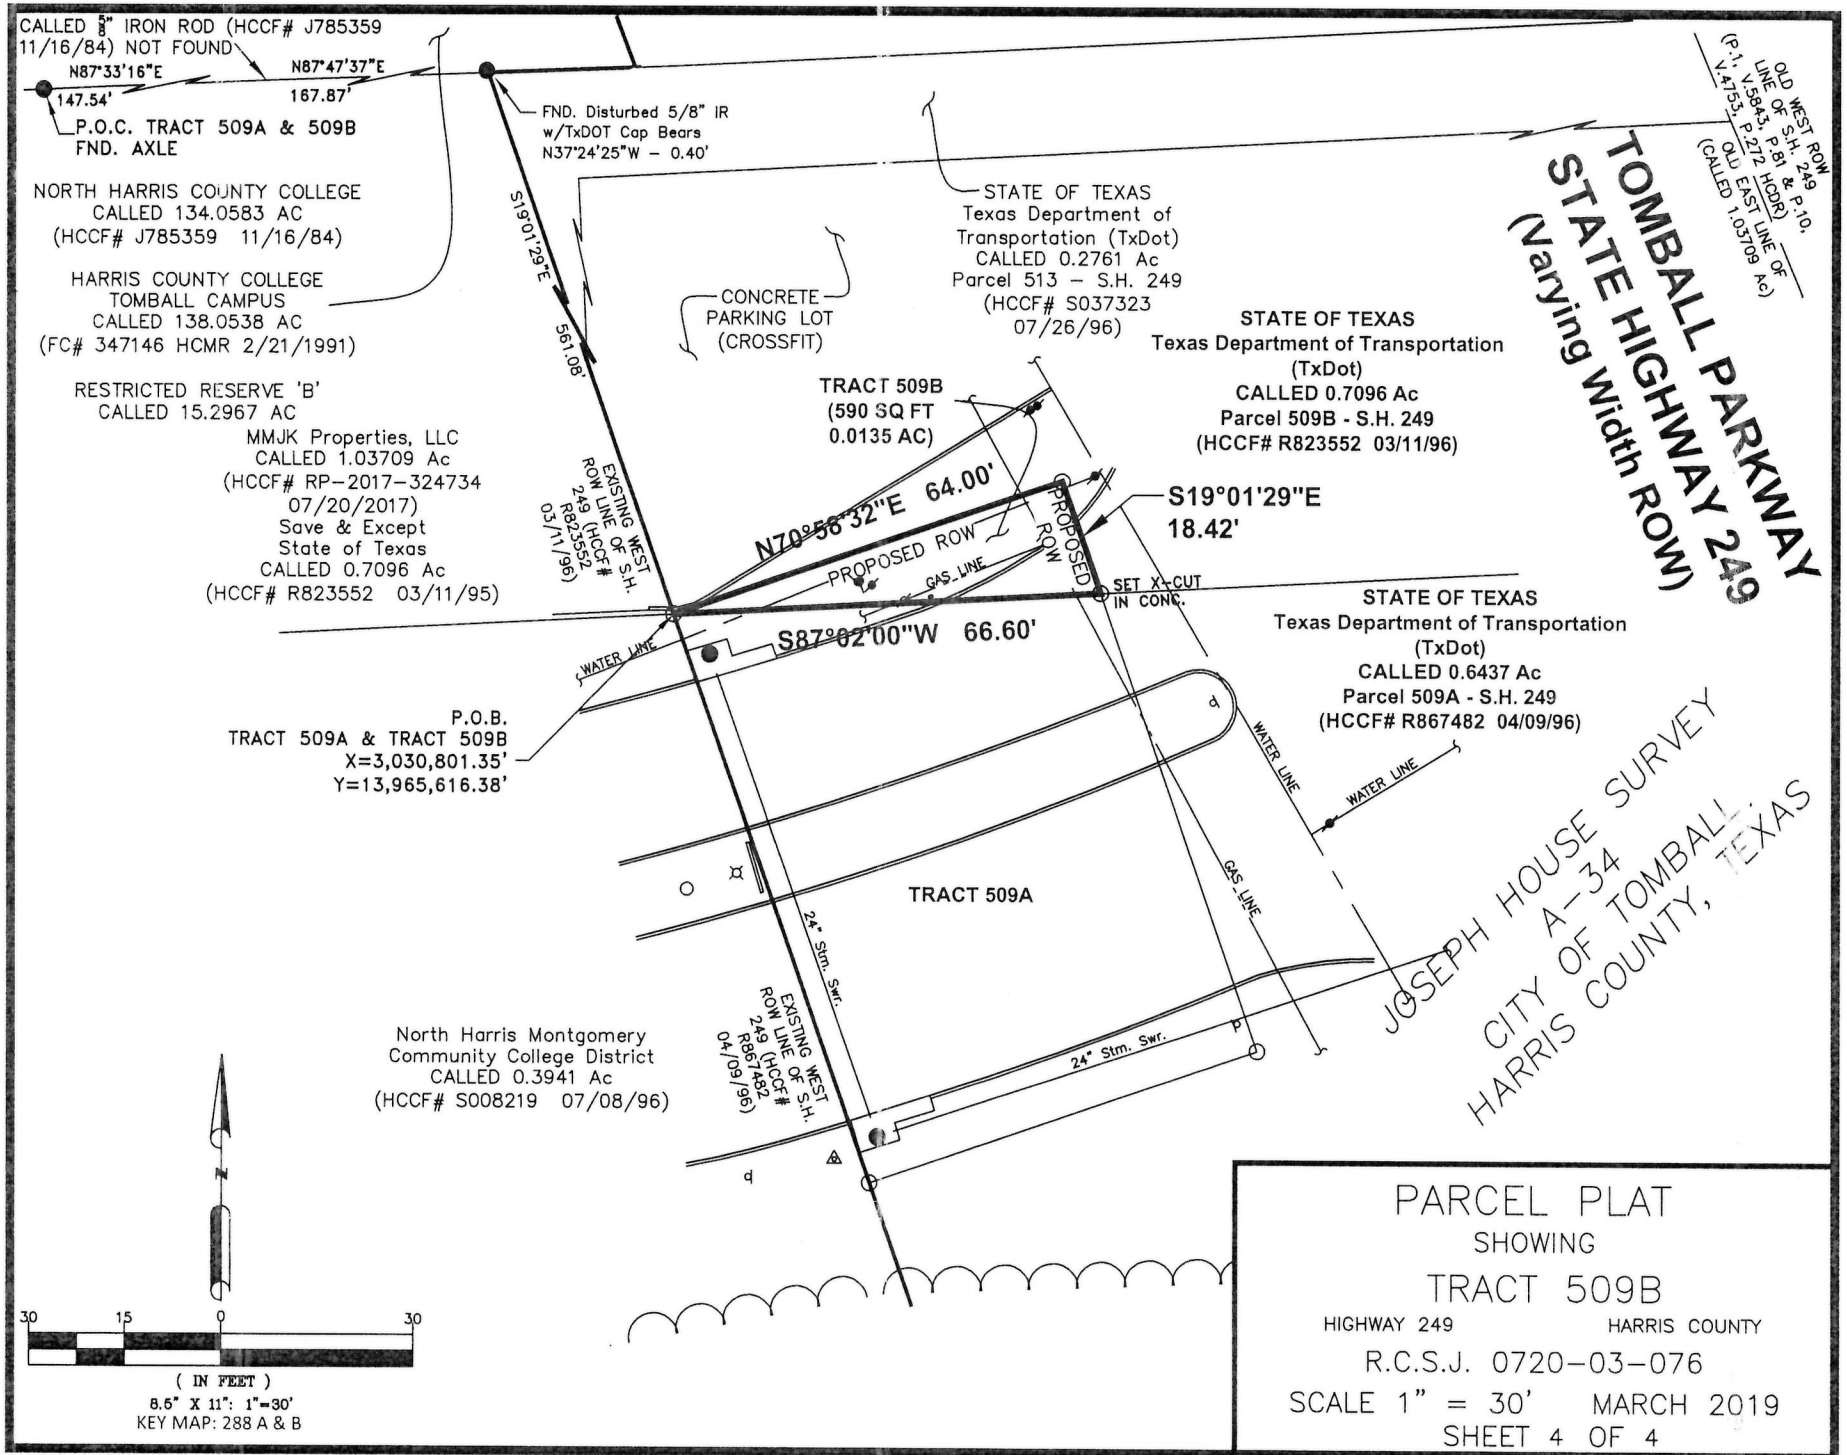 CALLED 5/8" IRON ROD (HCCF# J785359
11/16/84) NOT FOUND
N87°33'16"E
147.54'
N87°47'37"E
167.87'
P.O.C. TRACT 509A & 509B
FND. AXLE
FND. Disturbed 5/8" IR
w/TxDOT Cap Bears
N37°24'25"W - 0.40'
NORTH HARRIS COUNTY COLLEGE
CALLED 134.0583 AC
(HCCF# J785359 11/16/84)
HARRIS COUNTY COLLEGE
TOMBALL CAMPUS
CALLED 138.0538 AC
(FC# 347146 HCMR 2/21/1991)
RESTRICTED RESERVE 'B'
CALLED 15.2967 AC
MMJK Properties, LLC
CALLED 1.03709 Ac
(HCCF# RP-2017-324734
07/20/2017)
Save & Except
State of Texas
CALLED 0.7096 Ac
(HCCF# R823552 03/11/95)
S19°01'29"E
561.08'
EXISTING WEST
ROW LINE OF S.H.
249 (HCCF#
R823552
03/11/96)
CONCRETE
PARKING LOT
(CROSSFIT)
STATE OF TEXAS
Texas Department of
Transportation (TxDot)
CALLED 0.2761 Ac
Parcel 513 - S.H. 249
(HCCF# S037323
07/26/96)
OLD WEST ROW
LINE OF S.H. 249
(P.1, V.5843, P.81 & P.10,
V.4753, P.272 HCDR)
OLD EAST LINE OF
(CALLED 1.03709 Ac)
TOMBALL PARKWAY
STATE HIGHWAY 249
(Varying Width ROW)
STATE OF TEXAS
Texas Department of Transportation
(TxDot)
CALLED 0.7096 Ac
Parcel 509B - S.H. 249
(HCCF# R823552 03/11/96)
TRACT 509B
(590 SQ FT
0.0135 AC)
N70°58'32"E 64.00'
PROPOSED ROW
GAS LINE
PROPOSED
ROW
S19°01'29"E
18.42'
SET X-CUT
IN CONC.
S87°02'00"W 66.60'
WATER LINE
STATE OF TEXAS
Texas Department of Transportation
(TxDot)
CALLED 0.6437 Ac
Parcel 509A - S.H. 249
(HCCF# R867482 04/09/96)
P.O.B.
TRACT 509A & TRACT 509B
X=3,030,801.35'
Y=13,965,616.38'
WATER LINE
WATER LINE
GAS LINE
TRACT 509A
24" Stm. Swr.
EXISTING WEST
ROW LINE OF S.H.
249 (HCCF#
R867482
04/09/96)
24" Stm. Swr.
JOSEPH HOUSE SURVEY
A-34
CITY OF TOMBALL,
HARRIS COUNTY, TEXAS
North Harris Montgomery
Community College District
CALLED 0.3941 Ac
(HCCF# S008219 07/08/96)
N
30 15 0 30
( IN FEET )
8.5" X 11": 1"=30'
KEY MAP: 288 A & B
PARCEL PLAT
SHOWING
TRACT 509B
HIGHWAY 249 HARRIS COUNTY
R.C.S.J. 0720-03-076
SCALE 1" = 30' MARCH 2019
SHEET 4 OF 4